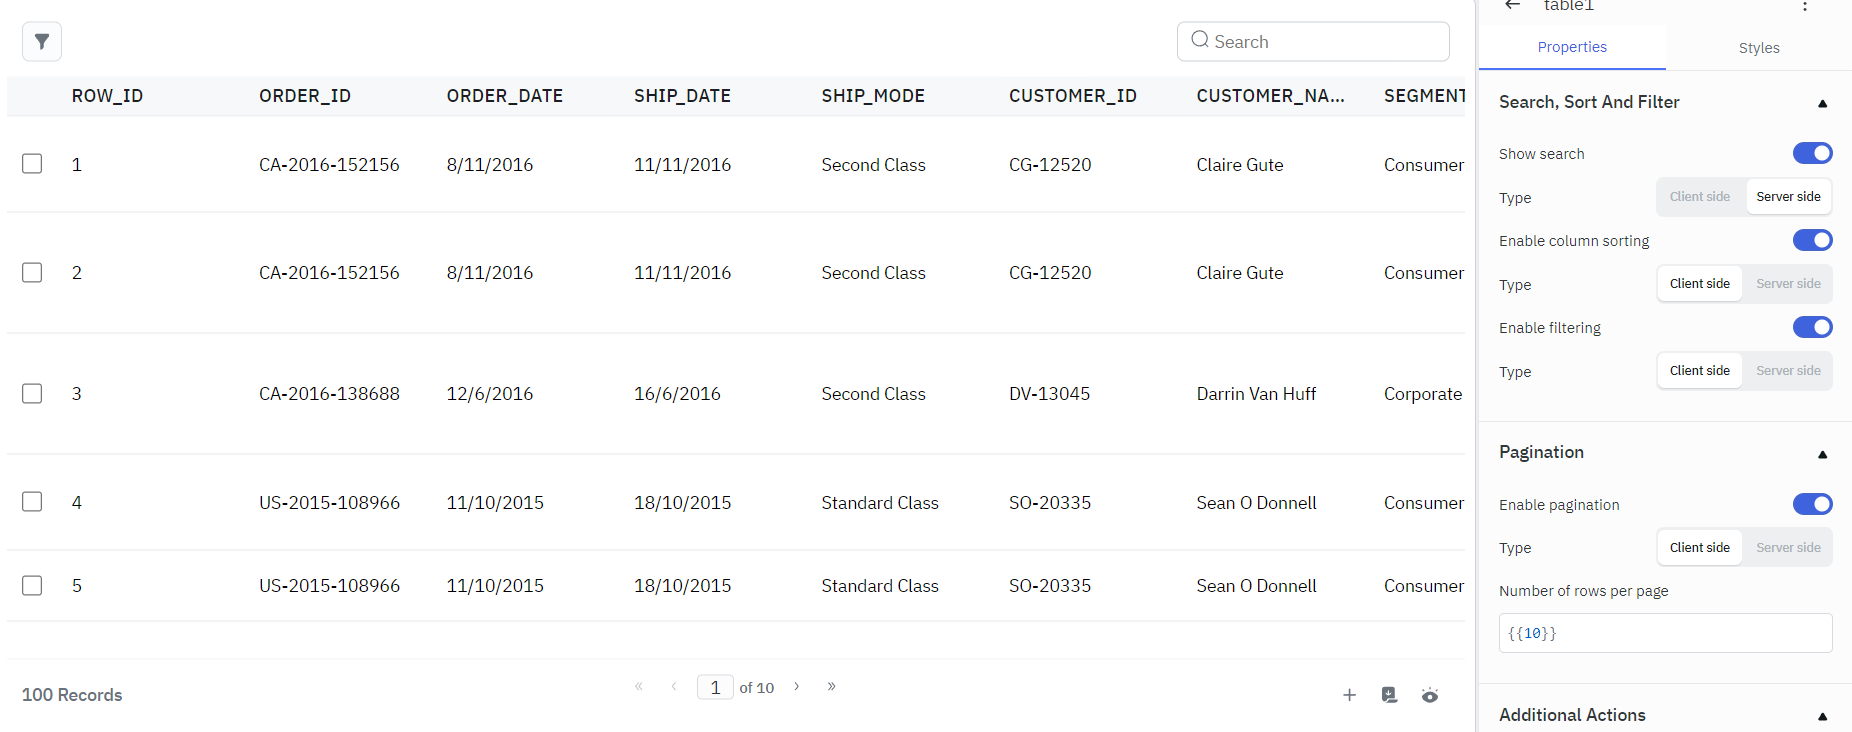 table1
Search
Properties Styles
ROW_ID ORDER_ID ORDER_DATE SHIP_DATE SHIP_MODE CUSTOMER_ID CUSTOMER_NA... SEGMENT
1 CA-2016-152156 8/11/2016 11/11/2016 Second Class CG-12520 Claire Gute Consumer
2 CA-2016-152156 8/11/2016 11/11/2016 Second Class CG-12520 Claire Gute Consumer
3 CA-2016-138688 12/6/2016 16/6/2016 Second Class DV-13045 Darrin Van Huff Corporate
4 US-2015-108966 11/10/2015 18/10/2015 Standard Class SO-20335 Sean O Donnell Consumer
5 US-2015-108966 11/10/2015 18/10/2015 Standard Class SO-20335 Sean O Donnell Consumer
100 Records
« ‹ 1 of 10 › »
Search, Sort And Filter
Show search
Type Client side Server side
Enable column sorting
Type Client side Server side
Enable filtering
Type Client side Server side
Pagination
Enable pagination
Type Client side Server side
Number of rows per page
{{10}}
Additional Actions